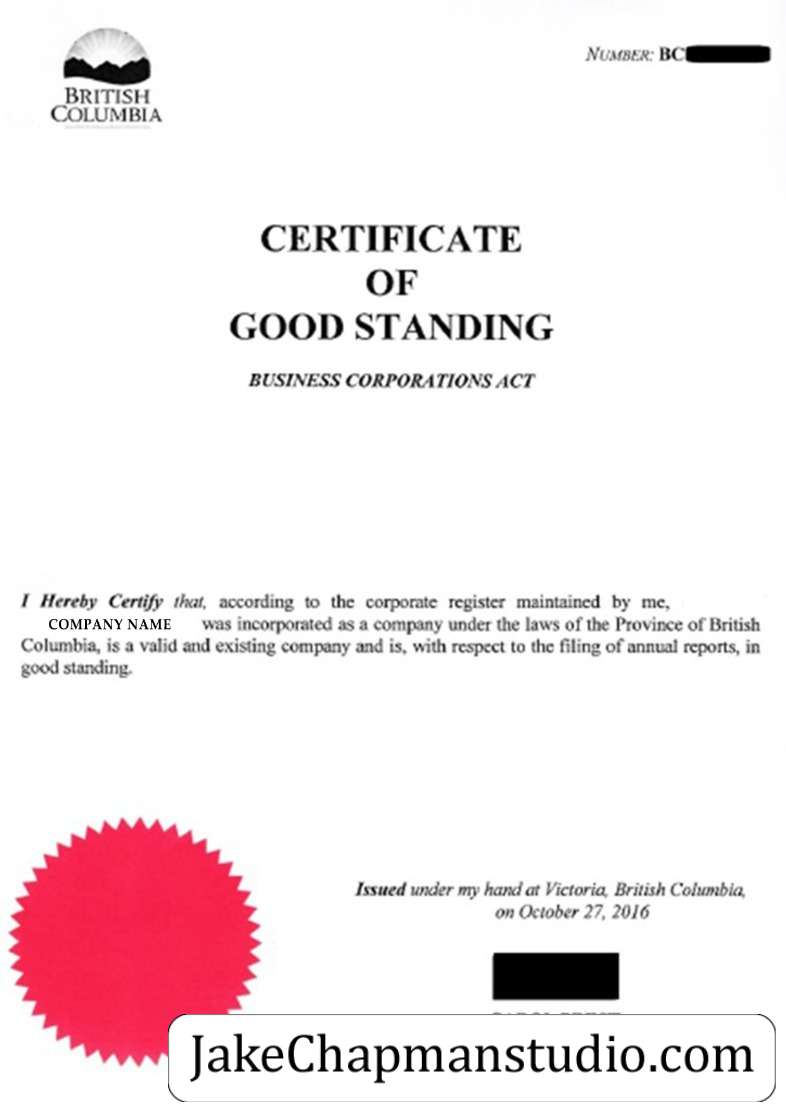 BRITISH
COLUMBIA
NUMBER: BC
CERTIFICATE
OF
GOOD STANDING
BUSINESS CORPORATIONS ACT
I Hereby Certify that, according to the corporate register maintained by me,
COMPANY NAME was incorporated as a company under the laws of the Province of British
Columbia, is a valid and existing company and is, with respect to the filing of annual reports, in
good standing.
Issued under my hand at Victoria, British Columbia,
on October 27, 2016
JakeChapmanstudio.com